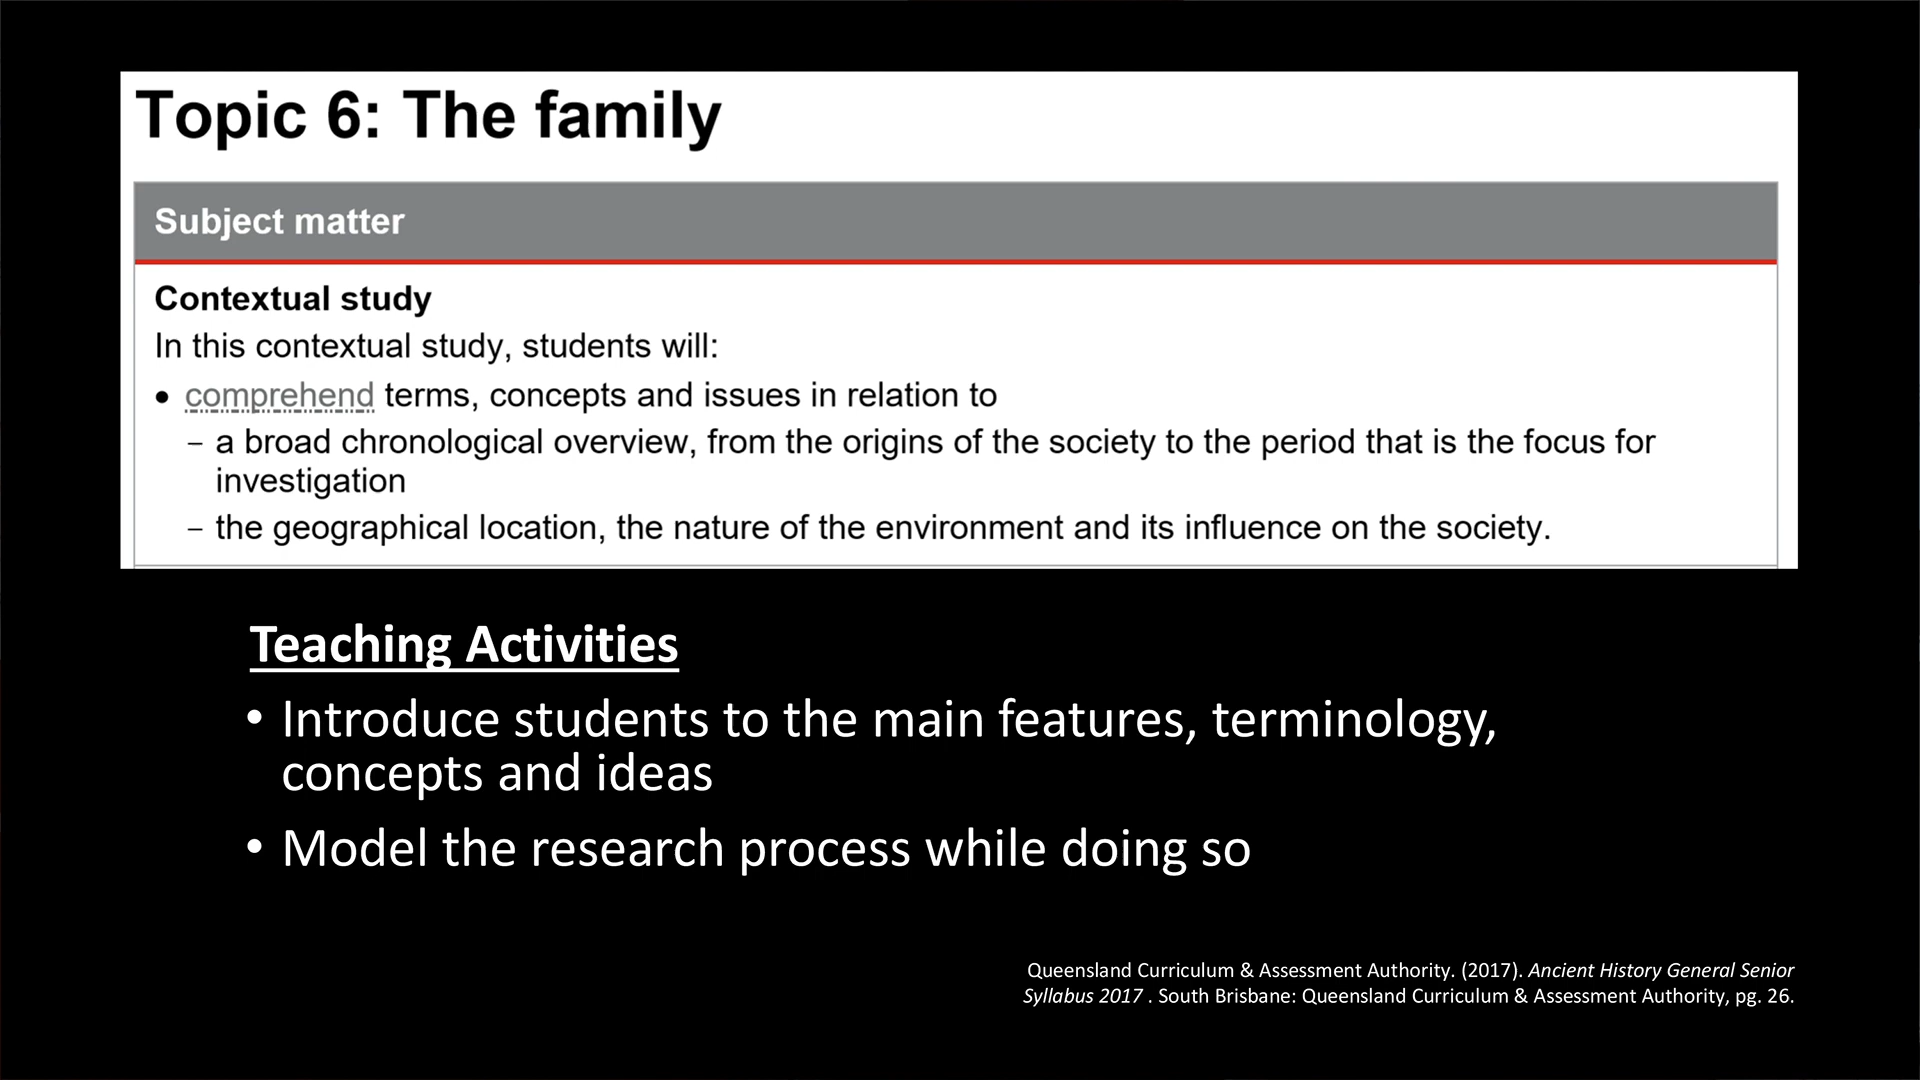 Topic 6: The family
Subject matter
Contextual study
In this contextual study, students will:
• comprehend terms, concepts and issues in relation to
– a broad chronological overview, from the origins of the society to the period that is the focus for
investigation
– the geographical location, the nature of the environment and its influence on the society.
Teaching Activities
• Introduce students to the main features, terminology,
concepts and ideas
• Model the research process while doing so
Queensland Curriculum & Assessment Authority. (2017). Ancient History General Senior
Syllabus 2017 . South Brisbane: Queensland Curriculum & Assessment Authority, pg. 26.